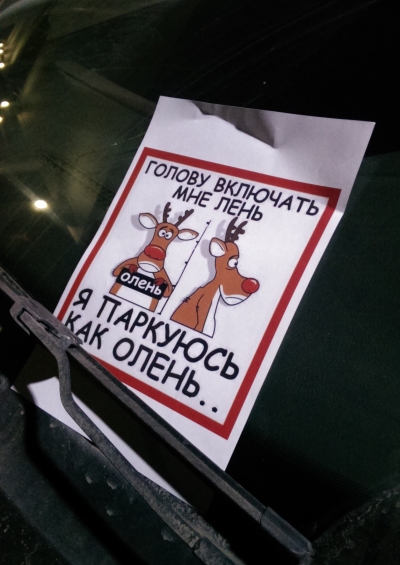 ГОЛОВУ ВКЛЮЧАТЬ
МНЕ ЛЕНЬ
ОЛЕНЬ
Я ПАРКУЮСЬ
КАК ОЛЕНЬ..